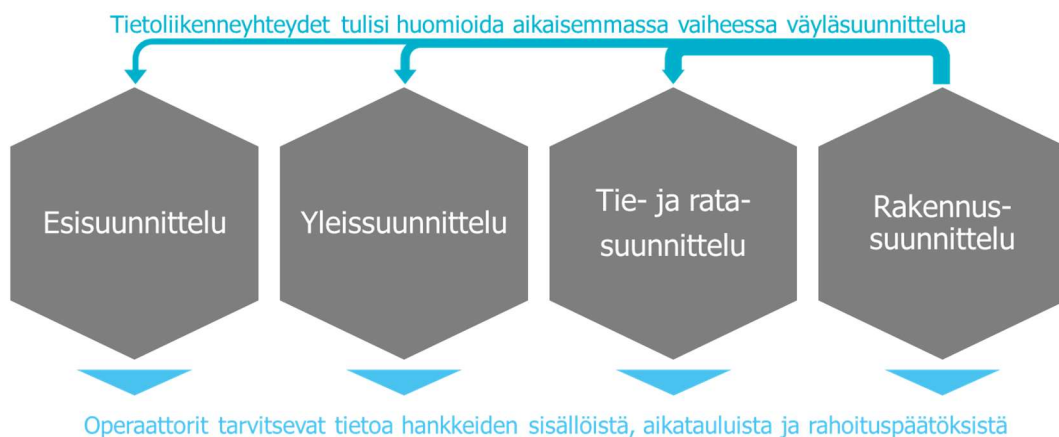 Tietoliikenneyhteydet tulisi huomioida aikaisemmassa vaiheessa väyläsuunnittelua
Esisuunnittelu
Yleissuunnittelu
Tie- ja rata-
suunnittelu
Rakennus-
suunnittelu
Operaattorit tarvitsevat tietoa hankkeiden sisällöistä, aikatauluista ja rahoituspäätöksistä